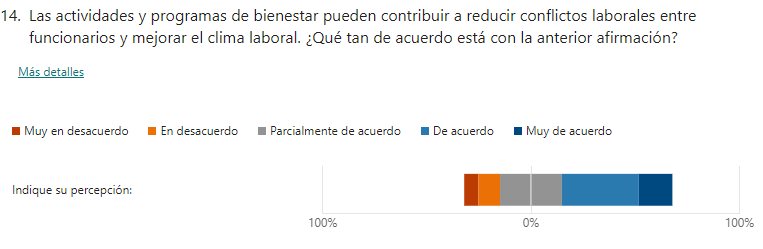 14. Las actividades y programas de bienestar pueden contribuir a reducir conflictos laborales entre
funcionarios y mejorar el clima laboral. ¿Qué tan de acuerdo está con la anterior afirmación?
Más detalles
Muy en desacuerdo En desacuerdo Parcialmente de acuerdo De acuerdo Muy de acuerdo
Indique su percepción:
100% 0% 100%